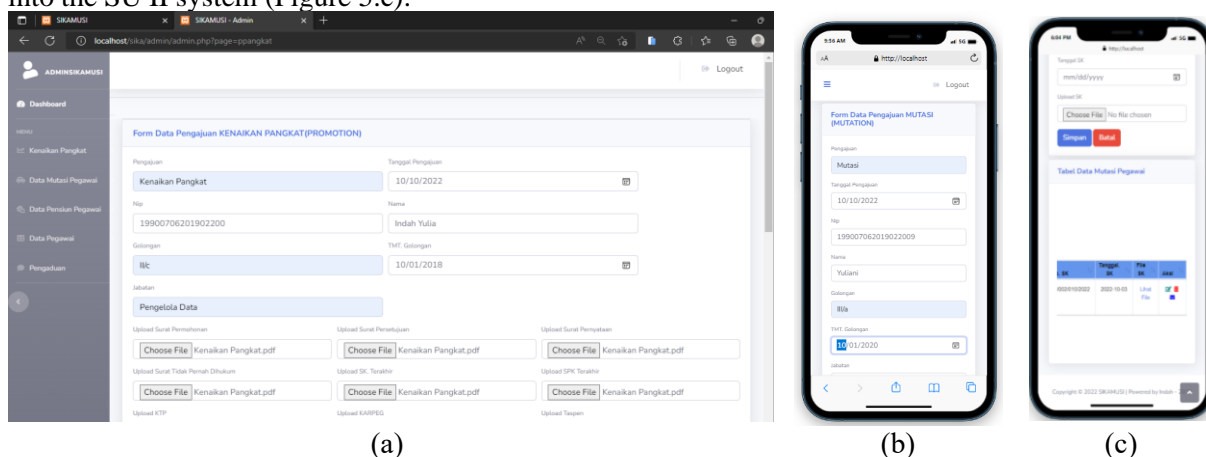 into the SU II system (Figure 5.c).
SIKAMUSI
SIKAMUSI - Admin
localhost/sika/admin/admin.php?page=ppangkat
ADMINSIKAMUSI
Logout
Dashboard
MENU
Kenaikan Pangkat
Data Mutasi Pegawai
Data Pensiun Pegawai
Data Pegawai
Pengaduan
Form Data Pengajuan KENAIKAN PANGKAT(PROMOTION)
Pengajuan Tanggal Pengajuan
Kenaikan Pangkat 10/10/2022
Nip Nama
19900706201902200 Indah Yulia
Golongan TMT. Golongan
III/c 10/01/2018
Jabatan
Pengelola Data
Upload Surat Permohonan Upload Surat Persetujuan Upload Surat Pernyataan
Choose File Kenaikan Pangkat.pdf Choose File Kenaikan Pangkat.pdf Choose File Kenaikan Pangkat.pdf
Upload Surat Tidak Pernah Dihukum Upload SK. Terakhir Upload SPK Terakhir
Choose File Kenaikan Pangkat.pdf Choose File Kenaikan Pangkat.pdf Choose File Kenaikan Pangkat.pdf
Upload KTP Upload KARPEG Upload Taspen
(a)
9:56 AM 5G
AA http://localhost
Logout
Form Data Pengajuan MUTASI
(MUTATION)
Pengajuan
Mutasi
Tanggal Pengajuan
10/10/2022
Nip
199007062019022009
Nama
Yuliani
Golongan
III/a
TMT. Golongan
10/01/2020
Jabatan
(b)
6:04 PM 5G
http://localhost
Tanggal SK
mm/dd/yyyy
Upload SK
Choose File No file chosen
Simpan Batal
Tabel Data Mutasi Pegawai
SK Tanggal. SK File SK Aksi
2022-10-03 Lihat File
Copyright © 2022 SIKAMUSI | Powered by Indah -
(c)